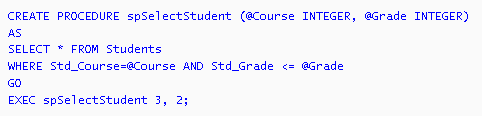 CREATE PROCEDURE spSelectStudent (@Course INTEGER, @Grade INTEGER)
AS
SELECT * FROM Students
WHERE Std_Course=@Course AND Std_Grade <= @Grade
GO
EXEC spSelectStudent 3, 2;